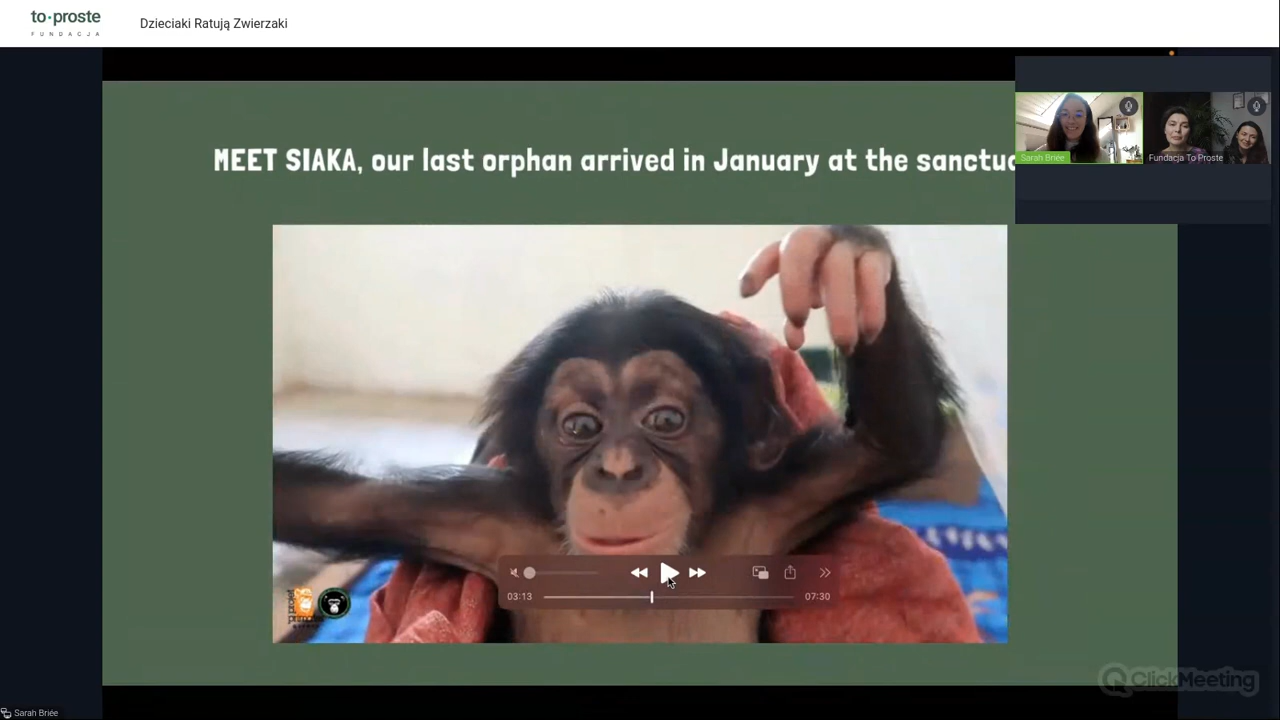 to·proste
FUNDACJA
Dzieciaki Ratują Zwierzaki
MEET SIAKA, our last orphan arrived in January at the sanctu
Sarah Briée
Fundacja To Proste
03:13
07:30
ClickMeeting
Sarah Briée